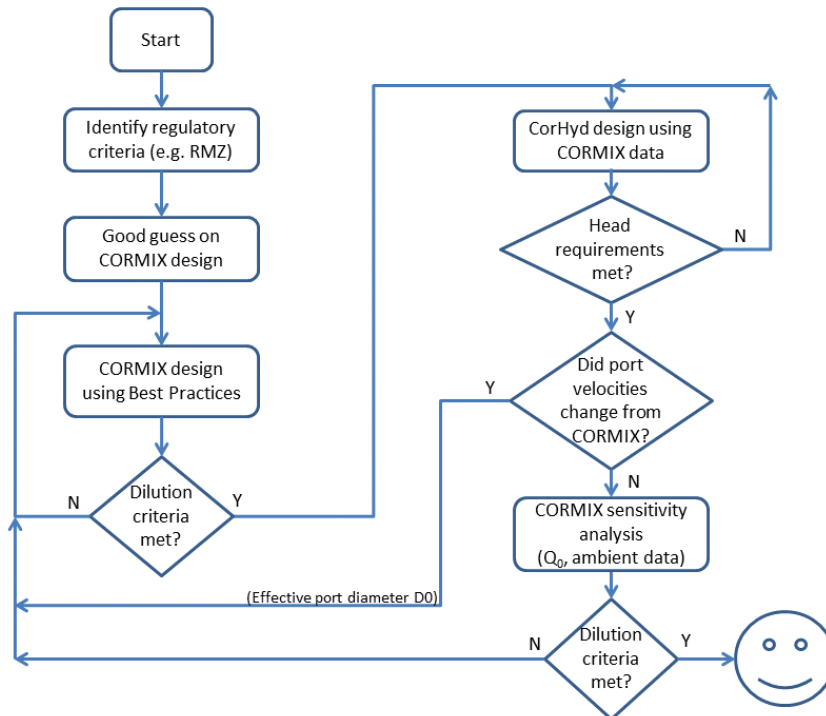 Start
Identify regulatory
criteria (e.g. RMZ)
Good guess on
CORMIX design
CORMIX design
using Best Practices
N
Dilution
criteria
met?
Y
CorHyd design using
CORMIX data
Head
requirements
met?
N
Y
Did port
velocities
change from
CORMIX?
Y
N
(Effective port diameter D0)
CORMIX sensitivity
analysis
(Q₀, ambient data)
N
Dilution
criteria
met?
Y